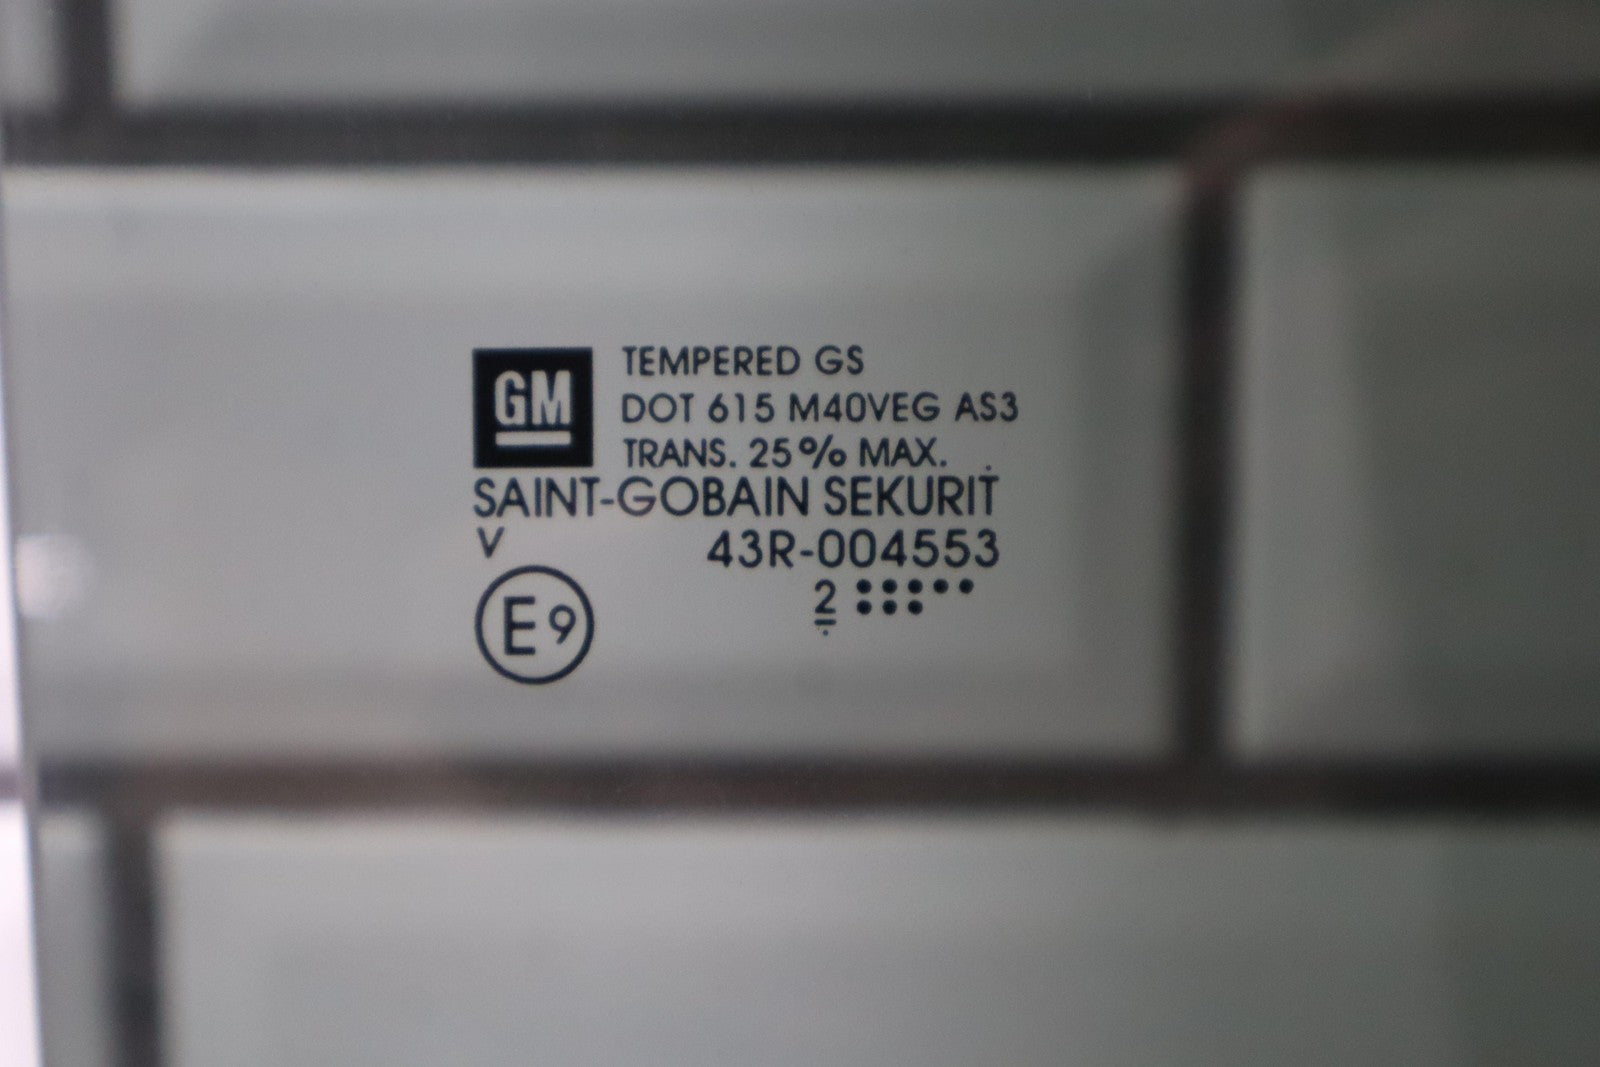 GM
TEMPERED GS
DOT 615 M40VEG AS3
TRANS. 25% MAX.
SAINT-GOBAIN SEKURIT
V 43R-004553
E9
2